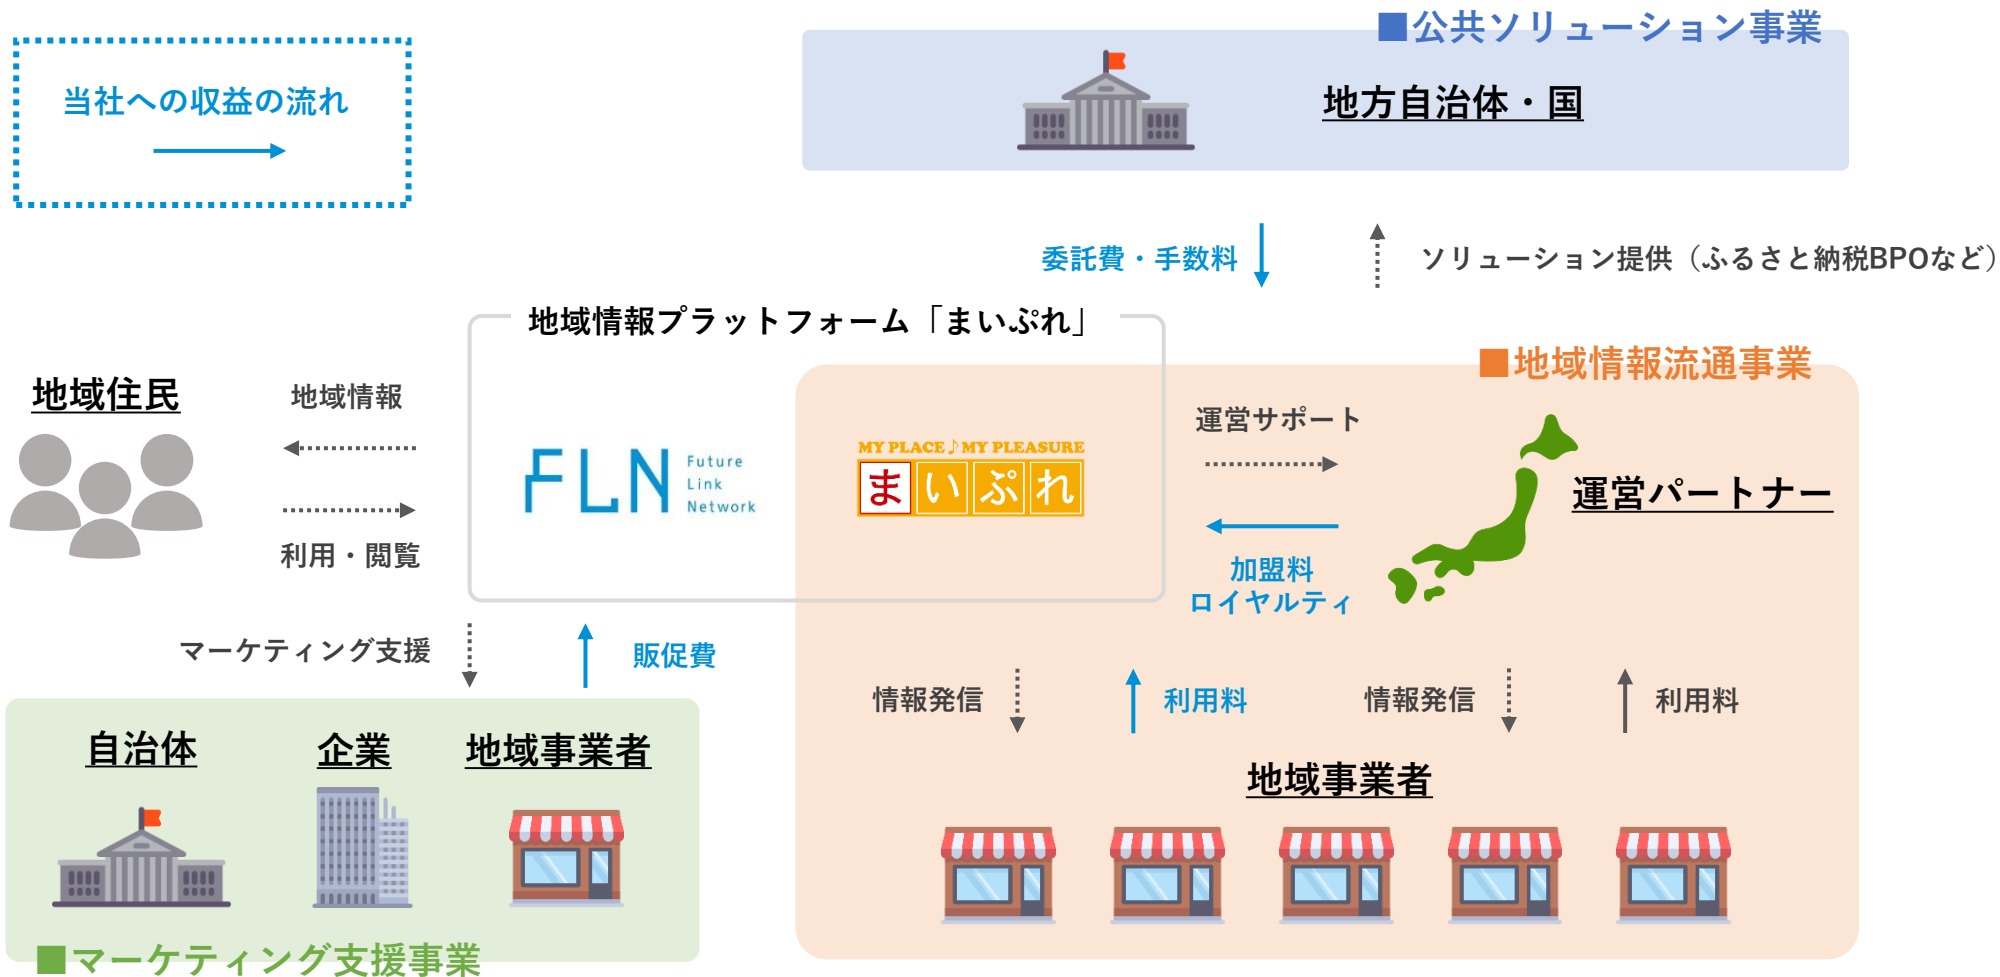 ■公共ソリューション事業
当社への収益の流れ
地方自治体・国
委託費・手数料
ソリューション提供（ふるさと納税BPOなど）
地域情報プラットフォーム「まいぷれ」
■地域情報流通事業
地域住民
地域情報
利用・閲覧
FLN
Future
Link
Network
MY PLACE♪MY PLEASURE
まいぷれ
運営サポート
運営パートナー
加盟料
ロイヤルティ
マーケティング支援
販促費
情報発信
利用料
情報発信
利用料
自治体
企業
地域事業者
地域事業者
■マーケティング支援事業